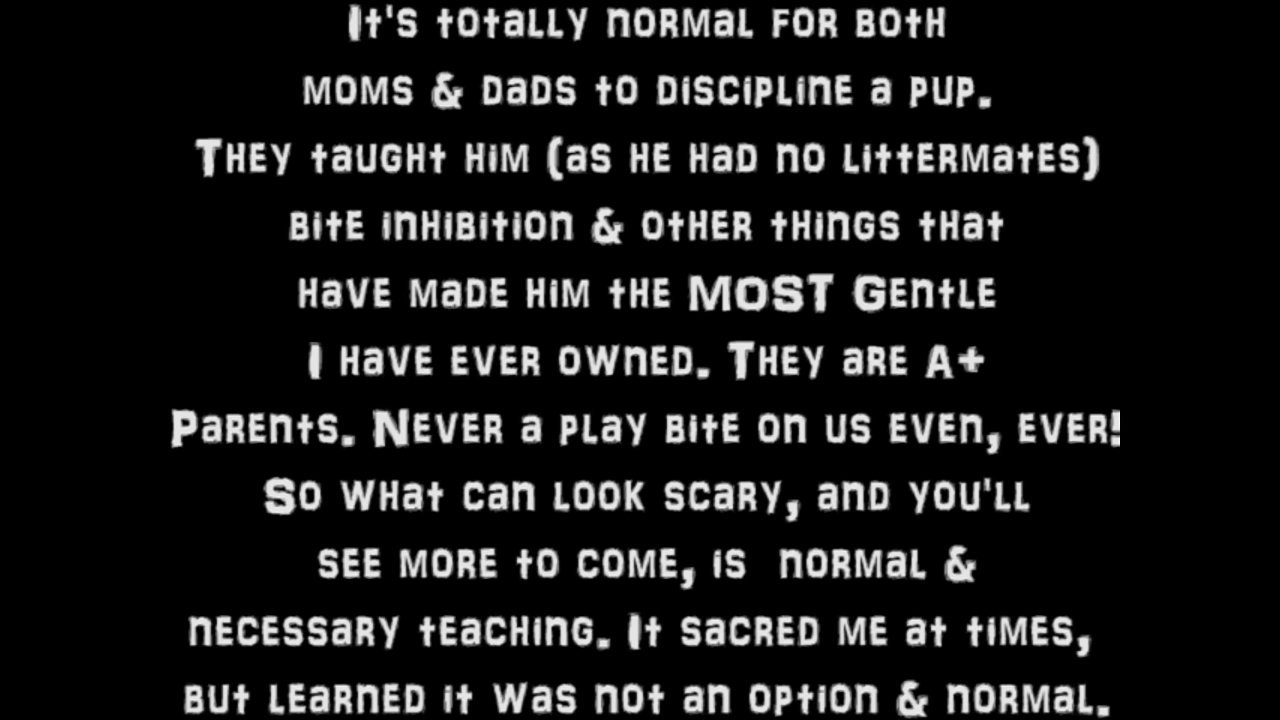 It's totally normal for both
moms & dads to discipline a pup.
They taught him (as he had no littermates)
bite inhibition & other things that
have made him the MOST Gentle
I have ever owned. They are A+
Parents. Never a play bite on us even, ever!
So what can look scary, and you'll
see more to come, is  normal &
necessary teaching. It sacred me at times,
but learned it was not an option & normal.